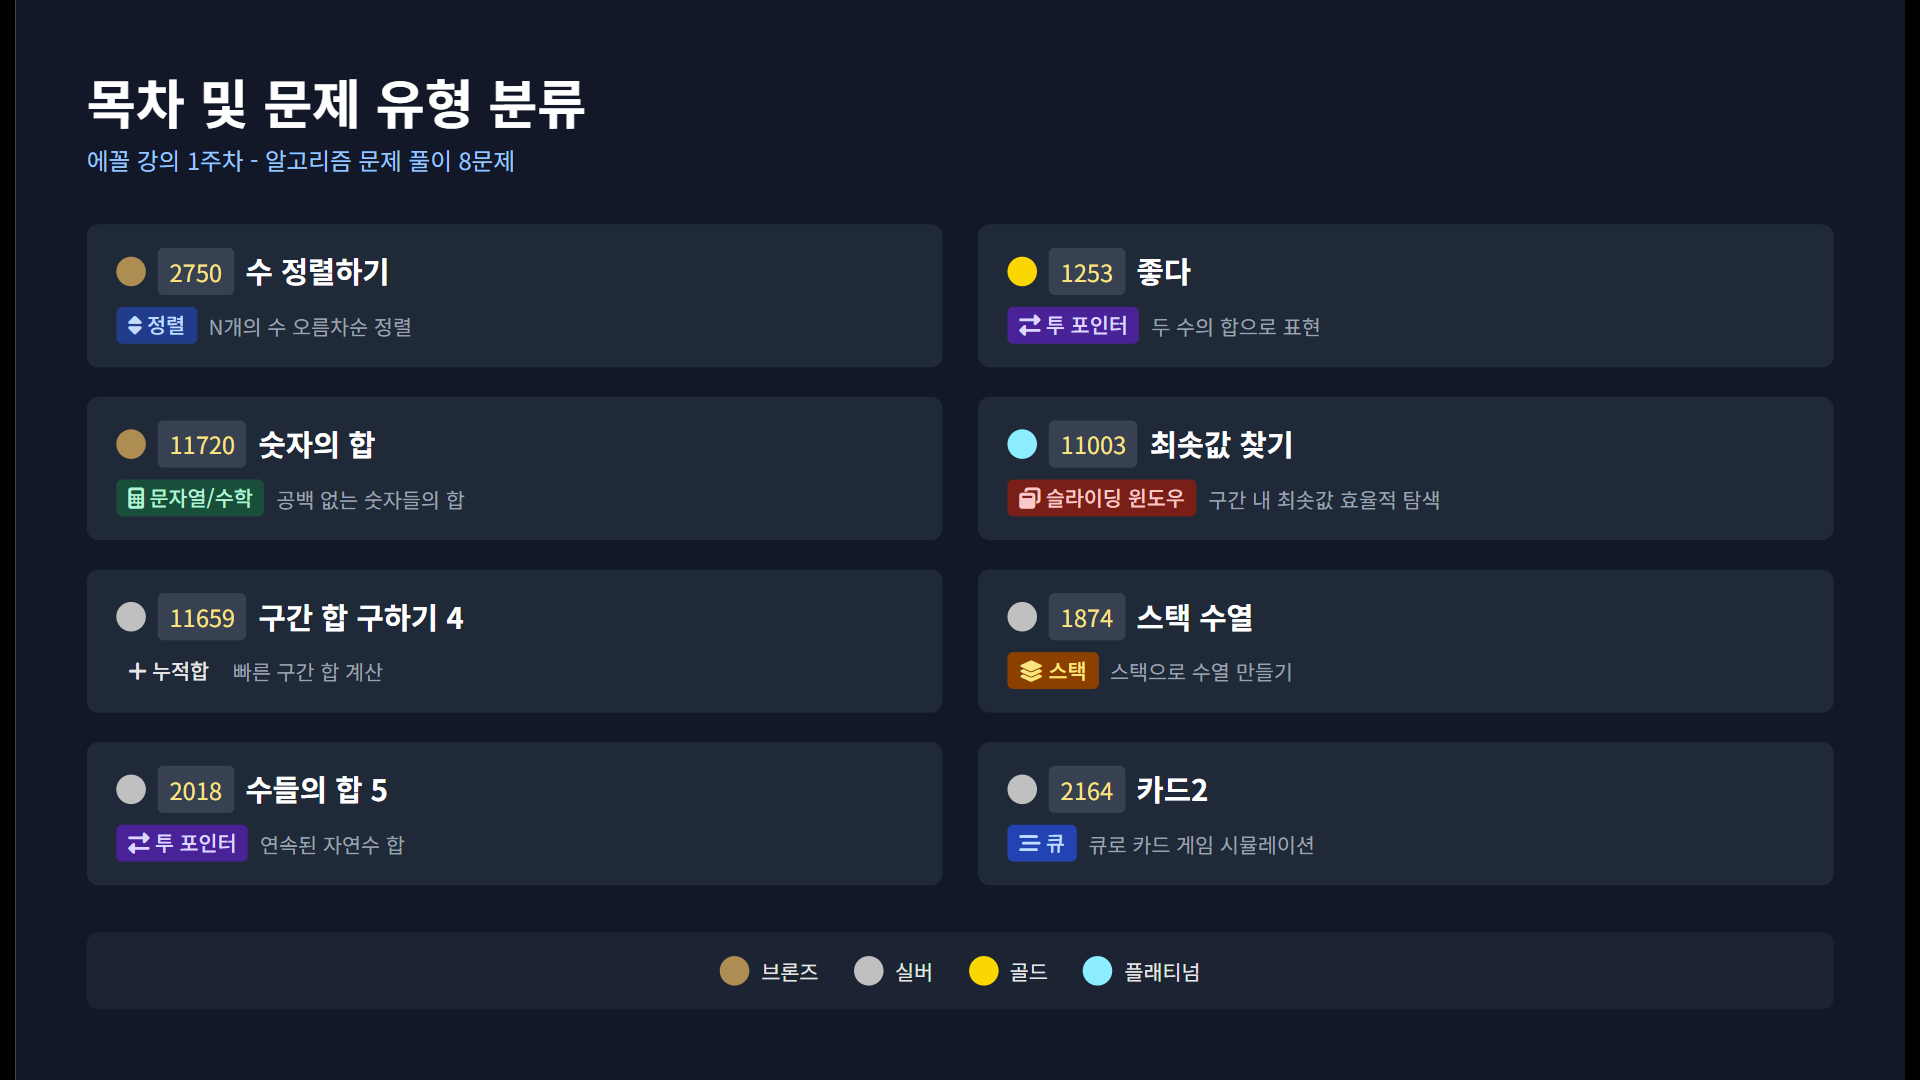 목차 및 문제 유형 분류
에꼴 강의 1주차 - 알고리즘 문제 풀이 8문제
2750 수 정렬하기
정렬 N개의 수 오름차순 정렬
1253 좋다
투 포인터 두 수의 합으로 표현
11720 숫자의 합
문자열/수학 공백 없는 숫자들의 합
11003 최솟값 찾기
슬라이딩 윈도우 구간 내 최솟값 효율적 탐색
11659 구간 합 구하기 4
누적합 빠른 구간 합 계산
1874 스택 수열
스택 스택으로 수열 만들기
2018 수들의 합 5
투 포인터 연속된 자연수 합
2164 카드2
큐 큐로 카드 게임 시뮬레이션
브론즈 실버 골드 플래티넘